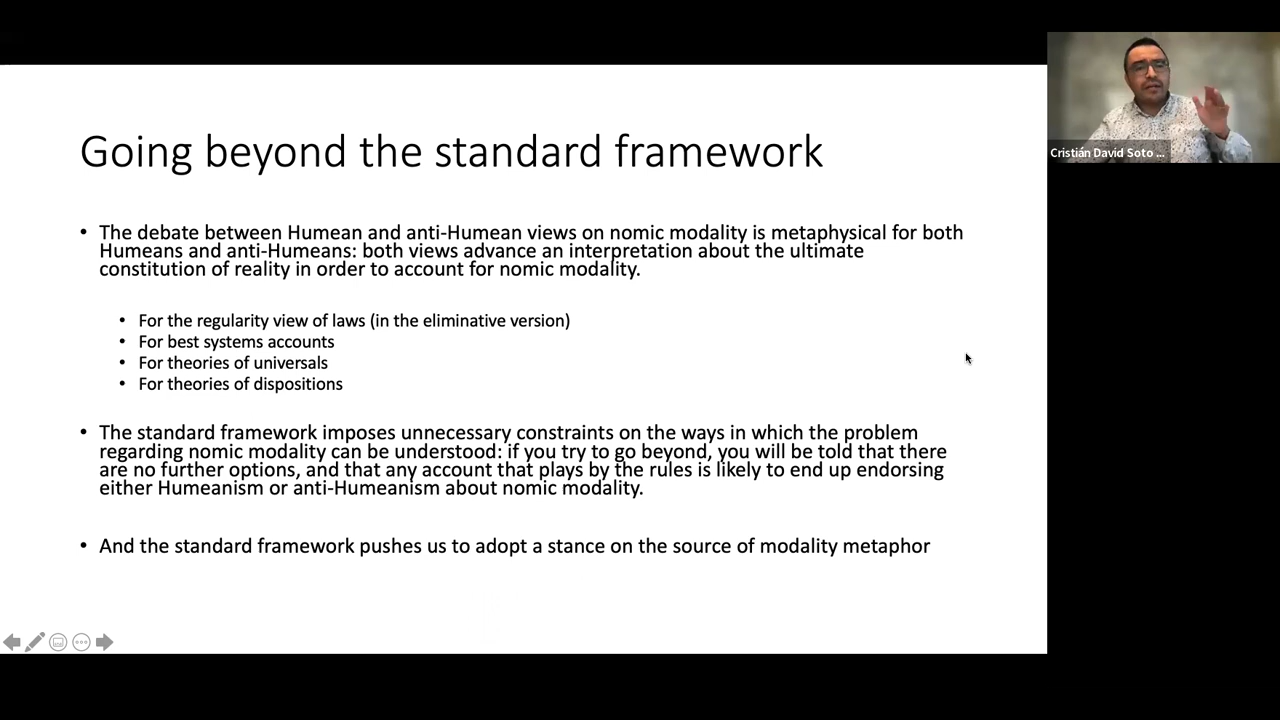 Going beyond the standard framework
• The debate between Humean and anti-Humean views on nomic modality is metaphysical for both
Humeans and anti-Humeans: both views advance an interpretation about the ultimate
constitution of reality in order to account for nomic modality.
• For the regularity view of laws (in the eliminative version)
• For best systems accounts
• For theories of universals
• For theories of dispositions
• The standard framework imposes unnecessary constraints on the ways in which the problem
regarding nomic modality can be understood: if you try to go beyond, you will be told that there
are no further options, and that any account that plays by the rules is likely to end up endorsing
either Humeanism or anti-Humeanism about nomic modality.
• And the standard framework pushes us to adopt a stance on the source of modality metaphor
Cristián David Soto ...